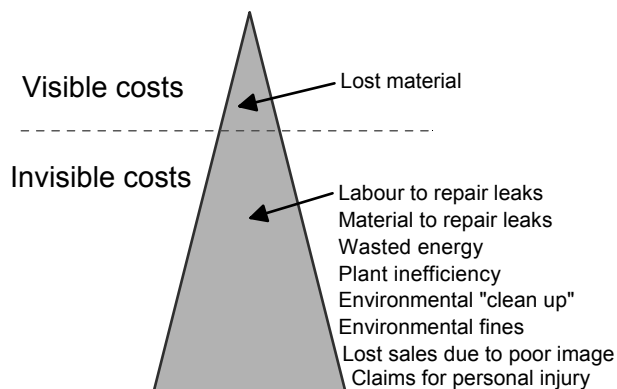 Visible costs
Lost material
Invisible costs
Labour to repair leaks
Material to repair leaks
Wasted energy
Plant inefficiency
Environmental "clean up"
Environmental fines
Lost sales due to poor image
Claims for personal injury